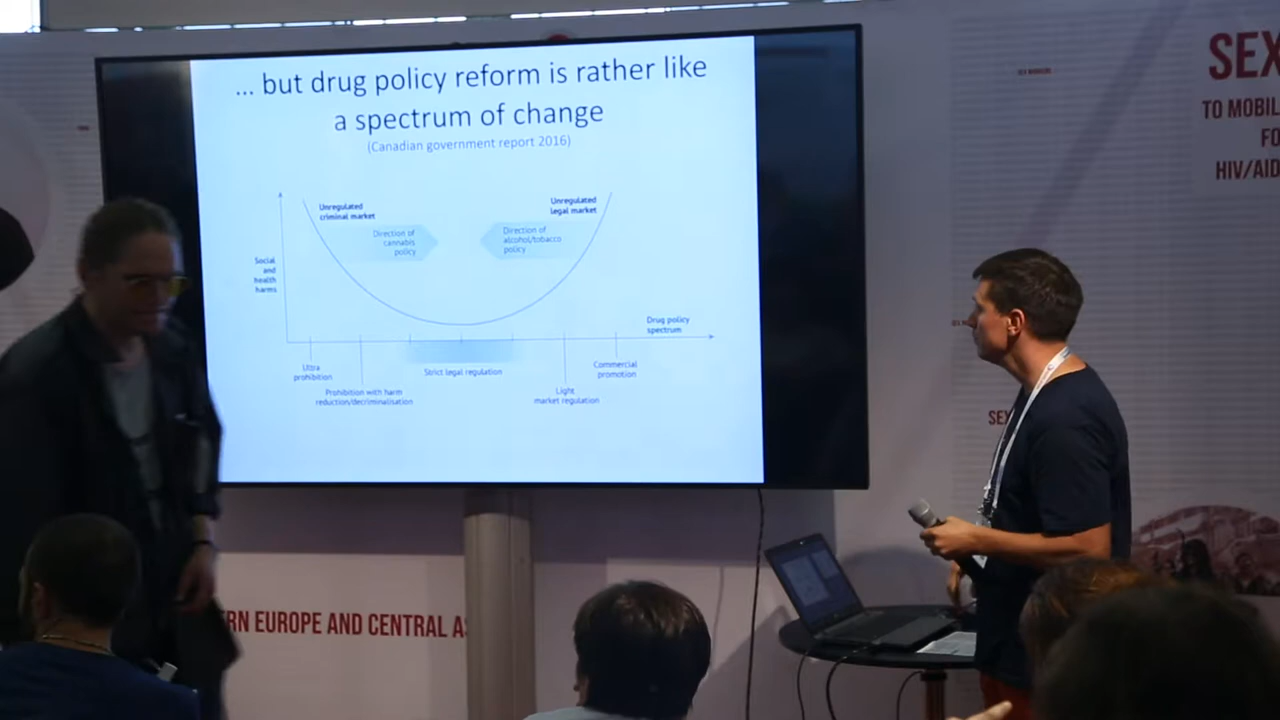 ... but drug policy reform is rather like
a spectrum of change
(Canadian government report 2016)
Unregulated
criminal market
Unregulated
legal market
Direction of
cannabis
policy
Direction of
alcohol/tobacco
policy
Social
and
health
harms
Drug policy
spectrum
Ultra
prohibition
Prohibition with harm
reduction/decriminalisation
Strict legal regulation
Light
market regulation
Commercial
promotion
SEX
TO MOBIL
FO
HIV/AID
SEX WORKERS
SEX
RN EUROPE AND CENTRAL AS